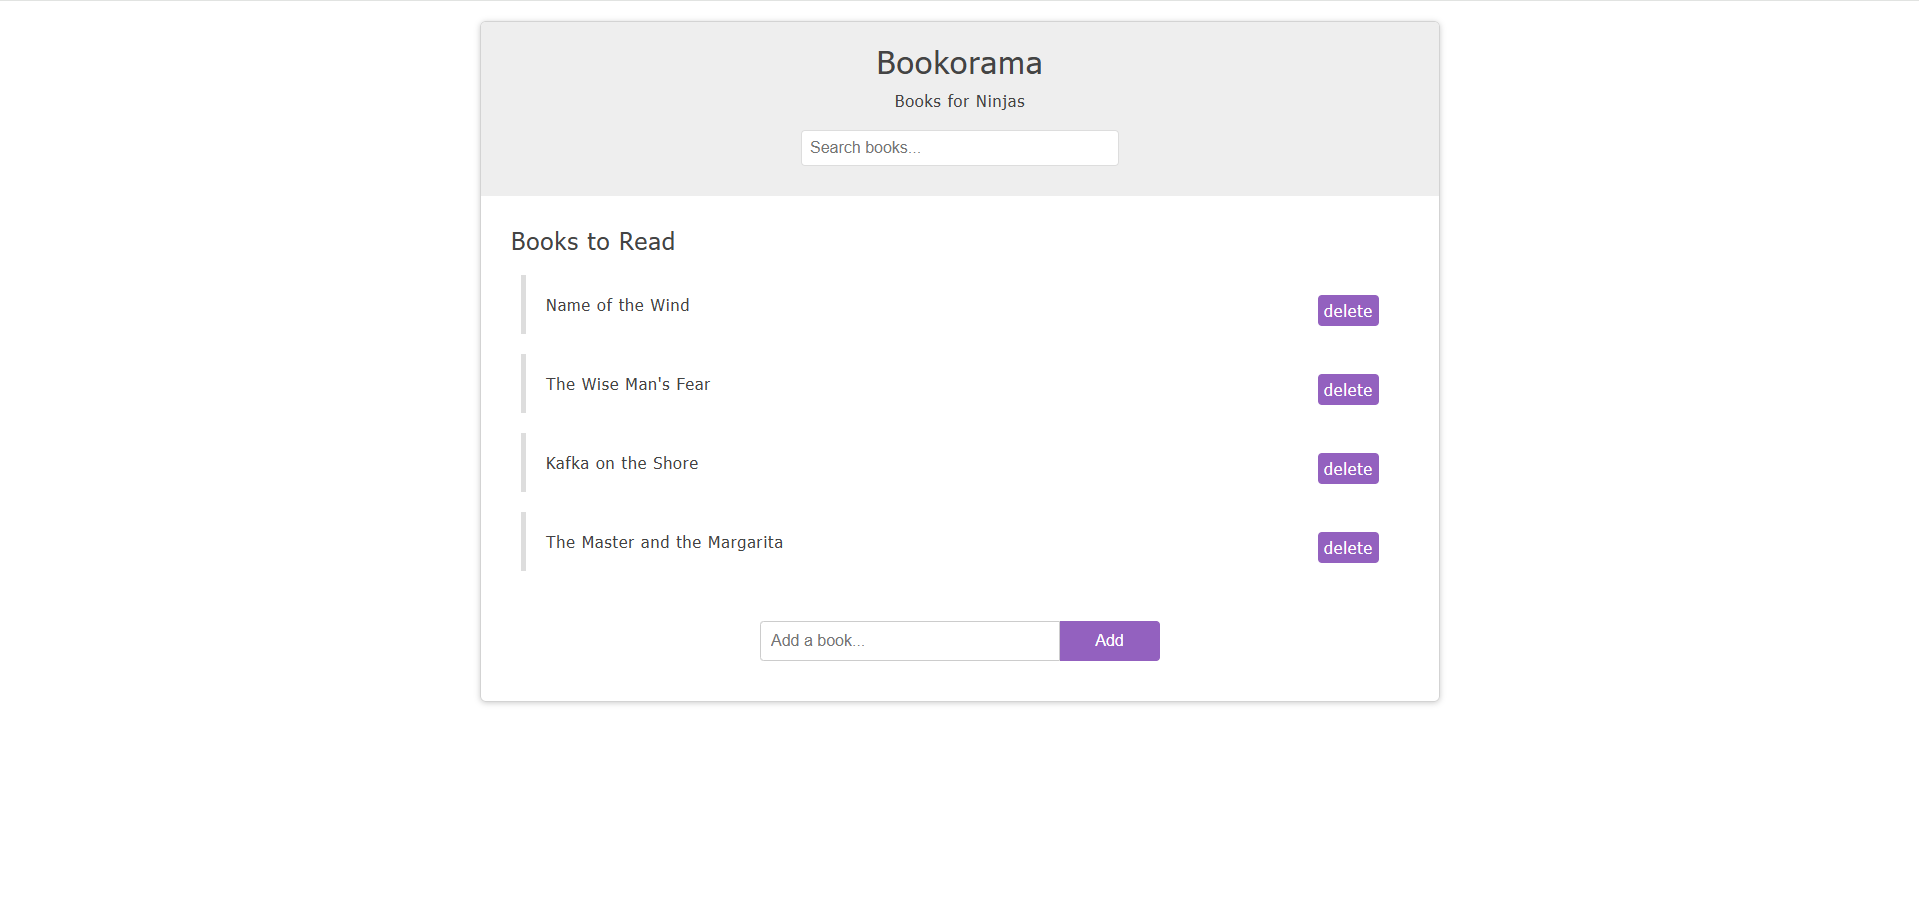 Bookorama
Books for Ninjas
Search books...
Books to Read
Name of the Wind
delete
The Wise Man's Fear
delete
Kafka on the Shore
delete
The Master and the Margarita
delete
Add a book...
Add